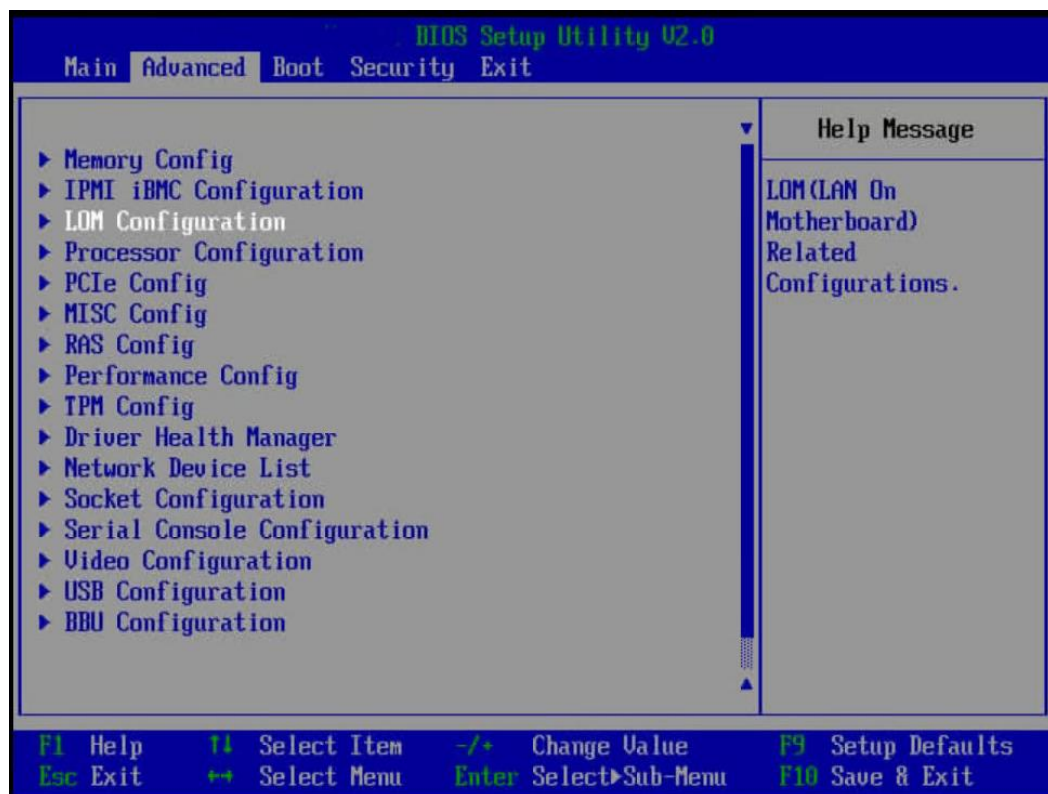 BIOS Setup Utility V2.0
Main Advanced Boot Security Exit
Help Message
▶ Memory Config
▶ IPMI iBMC Configuration
▶ LOM Configuration
▶ Processor Configuration
▶ PCIe Config
▶ MISC Config
▶ RAS Config
▶ Performance Config
▶ TPM Config
▶ Driver Health Manager
▶ Network Device List
▶ Socket Configuration
▶ Serial Console Configuration
▶ Video Configuration
▶ USB Configuration
▶ BBU Configuration
LOM(LAN On
Motherboard)
Related
Configurations.
F1 Help ↑↓ Select Item -/+ Change Value F9 Setup Defaults
Esc Exit ←→ Select Menu Enter Select▶Sub-Menu F10 Save & Exit